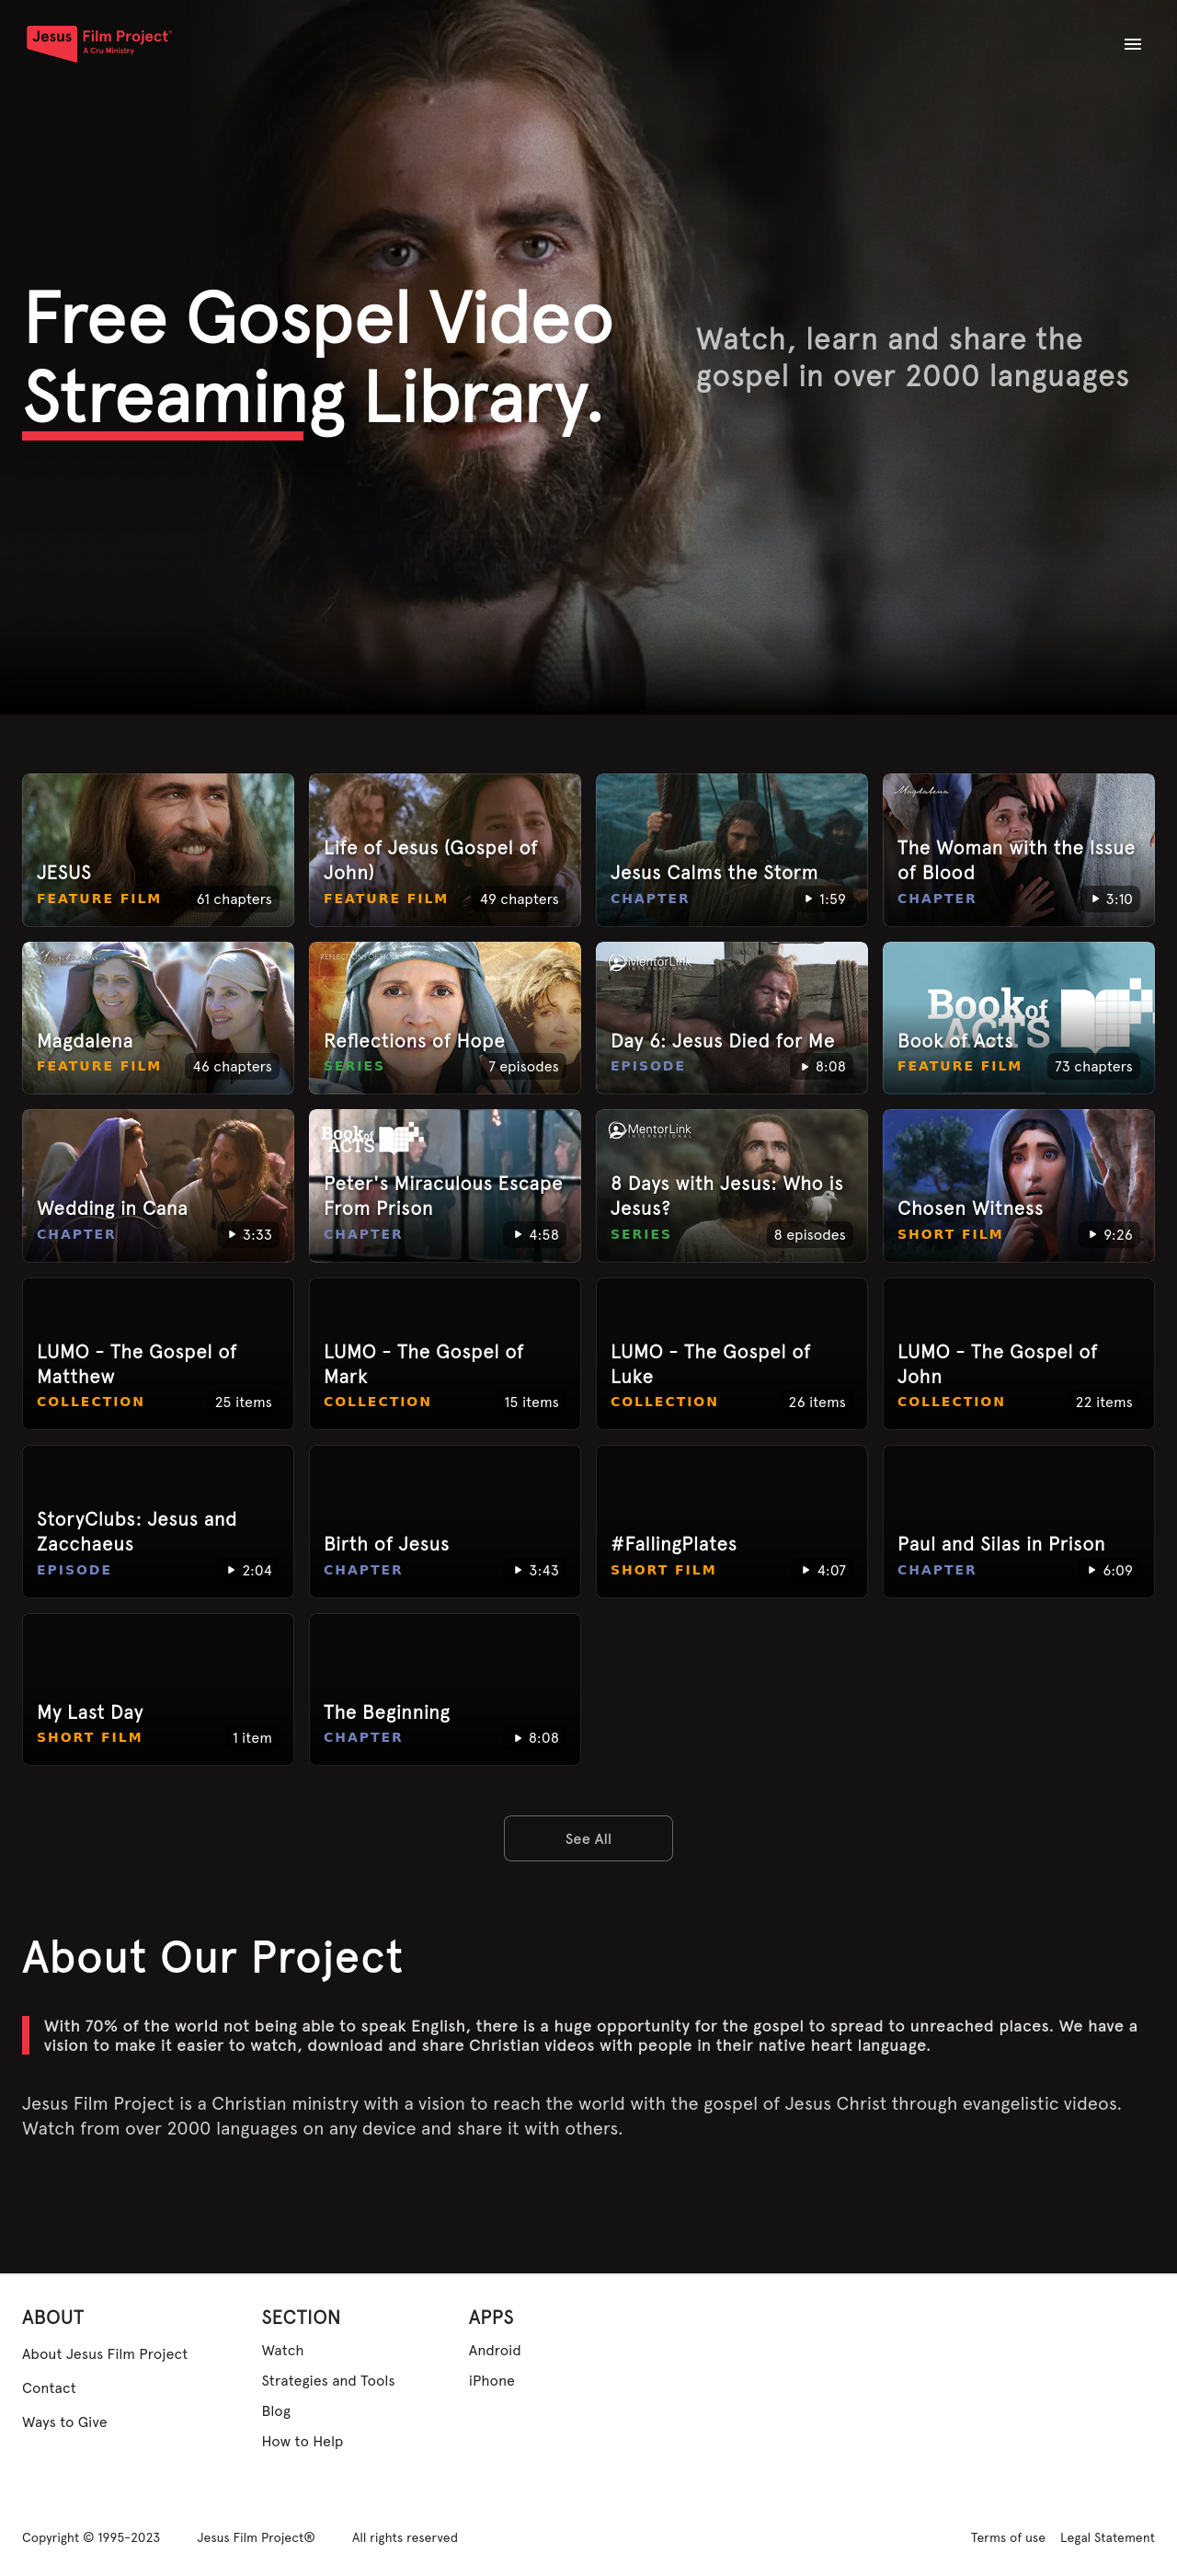 Jesus Film Project®
A Cru Ministry
Free Gospel Video
Streaming Library.
Watch, learn and share the
gospel in over 2000 languages
JESUS
FEATURE FILM
61 chapters
Life of Jesus (Gospel of
John)
FEATURE FILM
49 chapters
Jesus Calms the Storm
CHAPTER
1:59
Magdalena
The Woman with the Issue
of Blood
CHAPTER
3:10
Magdalena
FEATURE FILM
46 chapters
REFLECTIONS OF HOPE
Reflections of Hope
SERIES
7 episodes
MentorLink
INTERNATIONAL
Day 6: Jesus Died for Me
EPISODE
8:08
Book of
ACTS
Book of Acts
FEATURE FILM
73 chapters
Wedding in Cana
CHAPTER
3:33
Book of
ACTS
Peter's Miraculous Escape
From Prison
CHAPTER
4:58
MentorLink
INTERNATIONAL
8 Days with Jesus: Who is
Jesus?
SERIES
8 episodes
Chosen Witness
SHORT FILM
9:26
LUMO - The Gospel of
Matthew
COLLECTION
25 items
LUMO - The Gospel of
Mark
COLLECTION
15 items
LUMO - The Gospel of
Luke
COLLECTION
26 items
LUMO - The Gospel of
John
COLLECTION
22 items
StoryClubs: Jesus and
Zacchaeus
EPISODE
2:04
Birth of Jesus
CHAPTER
3:43
#FallingPlates
SHORT FILM
4:07
Paul and Silas in Prison
CHAPTER
6:09
My Last Day
SHORT FILM
1 item
The Beginning
CHAPTER
8:08
See All
About Our Project
With 70% of the world not being able to speak English, there is a huge opportunity for the gospel to spread to unreached places. We have a
vision to make it easier to watch, download and share Christian videos with people in their native heart language.
Jesus Film Project is a Christian ministry with a vision to reach the world with the gospel of Jesus Christ through evangelistic videos.
Watch from over 2000 languages on any device and share it with others.
ABOUT
About Jesus Film Project
Contact
Ways to Give
SECTION
Watch
Strategies and Tools
Blog
How to Help
APPS
Android
iPhone
Copyright © 1995-2023
Jesus Film Project®
All rights reserved
Terms of use
Legal Statement